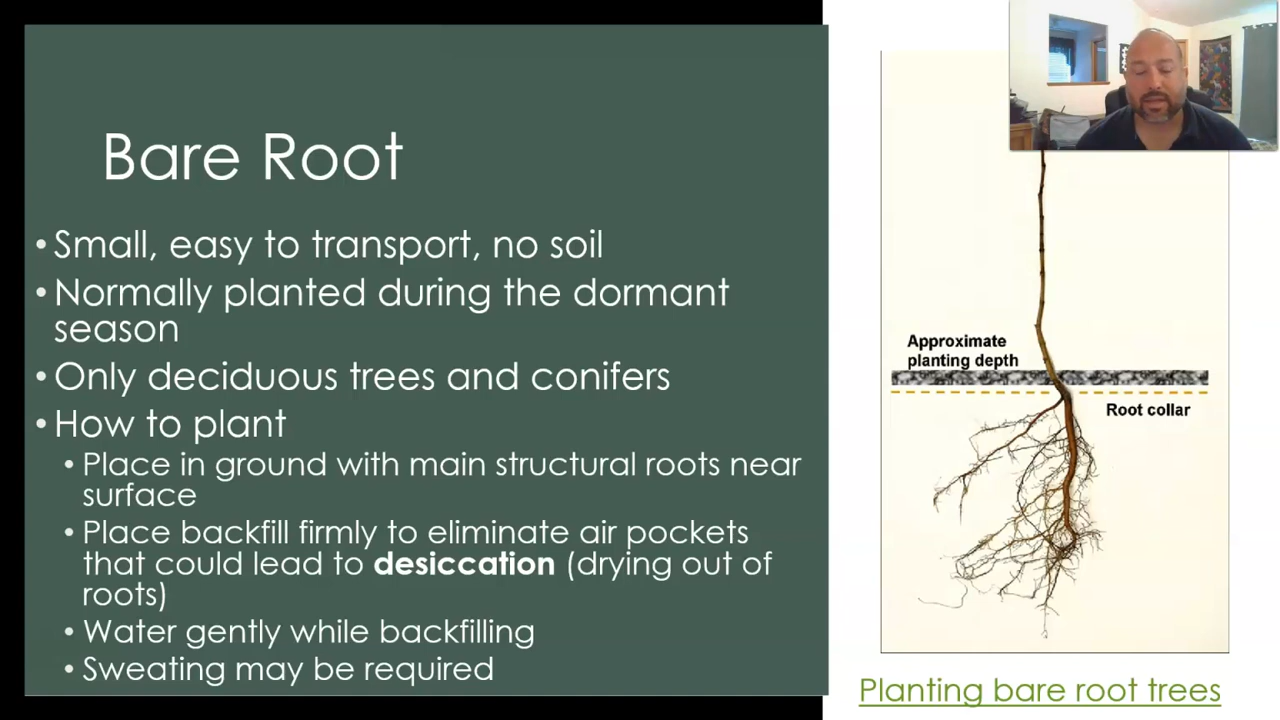 Bare Root
• Small, easy to transport, no soil
• Normally planted during the dormant
season
• Only deciduous trees and conifers
• How to plant
• Place in ground with main structural roots near
surface
• Place backfill firmly to eliminate air pockets
that could lead to desiccation (drying out of
roots)
• Water gently while backfilling
• Sweating may be required
Approximate
planting depth
Root collar
Planting bare root trees